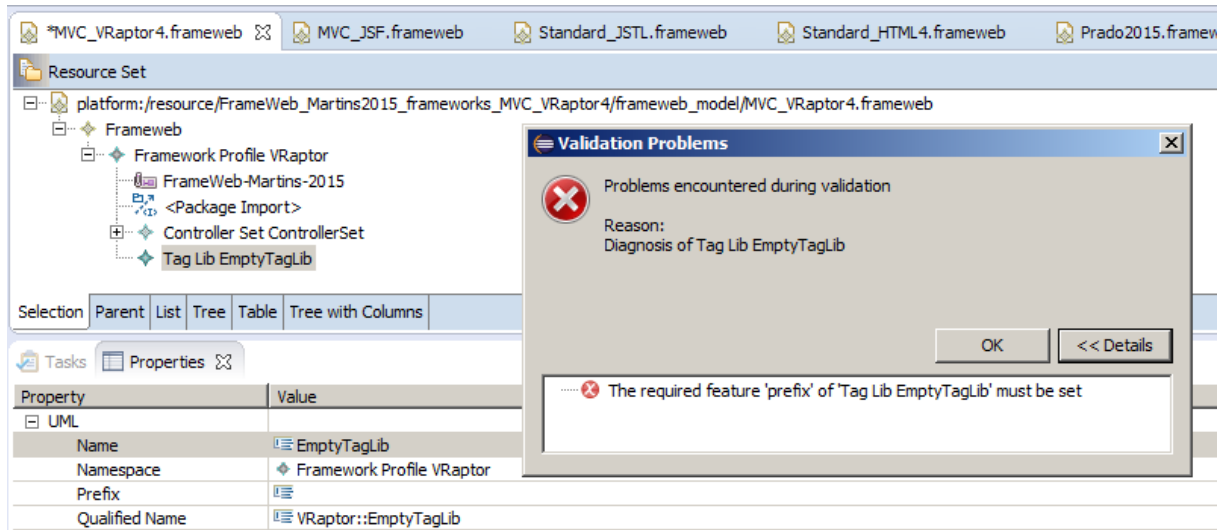 *MVC_VRaptor4.frameweb MVC_JSF.frameweb Standard_JSTL.frameweb Standard_HTML4.frameweb Prado2015.framew
Resource Set
platform:/resource/FrameWeb_Martins2015_frameworks_MVC_VRaptor4/frameweb_model/MVC_VRaptor4.frameweb
Frameweb
Framework Profile VRaptor
FrameWeb-Martins-2015
<Package Import>
Controller Set ControllerSet
Tag Lib EmptyTagLib
Selection Parent List Tree Table Tree with Columns
Tasks Properties
Property Value
UML
Name EmptyTagLib
Namespace Framework Profile VRaptor
Prefix
Qualified Name VRaptor::EmptyTagLib
Validation Problems
Problems encountered during validation
Reason:
Diagnosis of Tag Lib EmptyTagLib
OK << Details
The required feature 'prefix' of 'Tag Lib EmptyTagLib' must be set